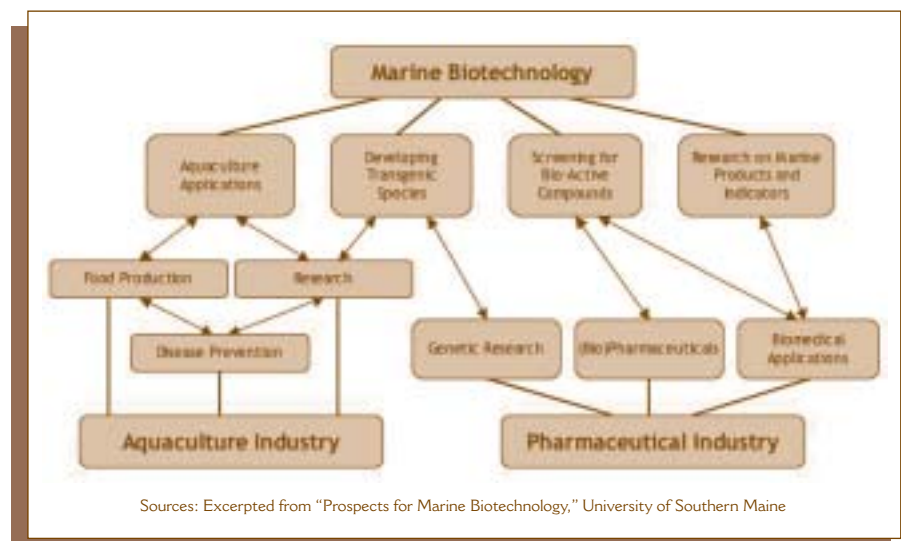 Marine Biotechnology
Aquaculture
Applications
Developing
Transgenic
Species
Screening for
Bio-Active
Compounds
Research on Marine
Products and
Indicators
Food Production
Research
Disease Prevention
Genetic Research
(Bio)Pharmaceuticals
Biomedical
Applications
Aquaculture Industry
Pharmaceutical Industry
Sources: Excerpted from “Prospects for Marine Biotechnology,” University of Southern Maine